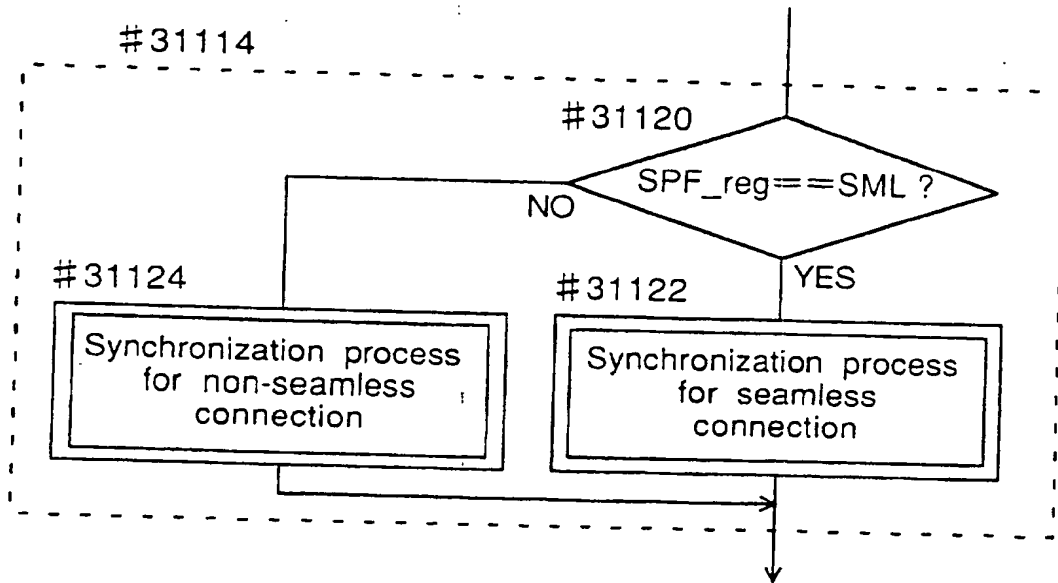 #31114
#31120
SPF_reg==SML ?
NO
YES
#31124
#31122
Synchronization process
for non-seamless
connection
Synchronization process
for seamless
connection